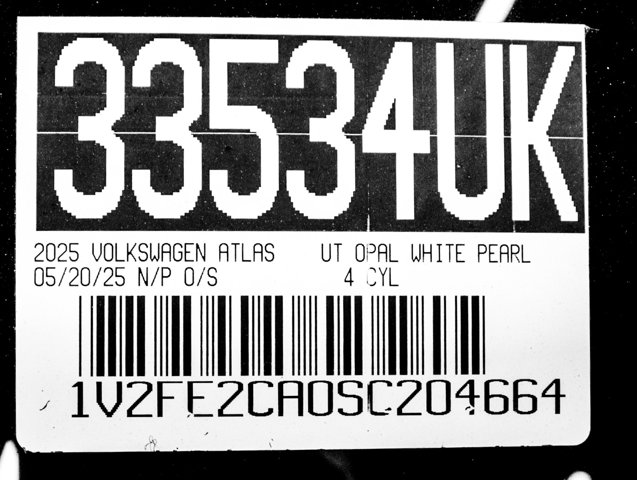 33534UK
2025 VOLKSWAGEN ATLAS UT OPAL WHITE PEARL
05/20/25 N/P O/S 4 CYL
1V2FE2CA0SC204664